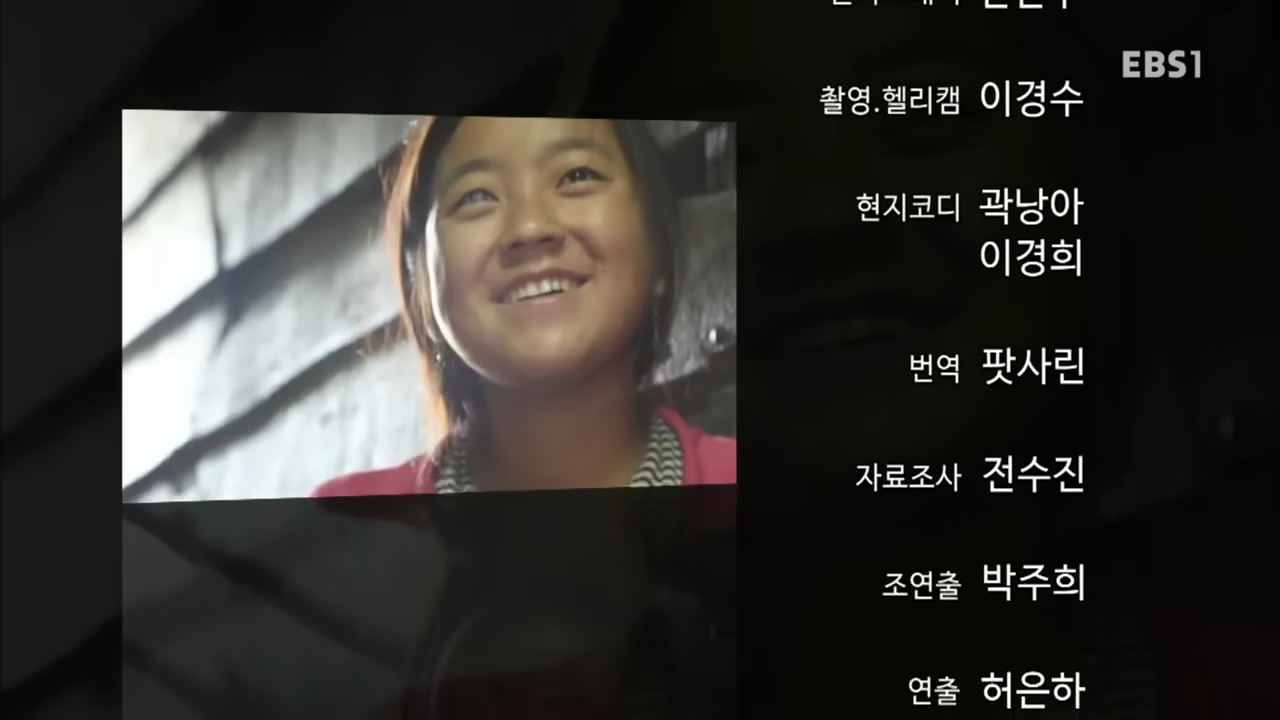 EBS1
촬영.헬리캠 이경수
현지코디 곽낭아
이경희
번역 팟사린
자료조사 전수진
조연출 박주희
연출 허은하